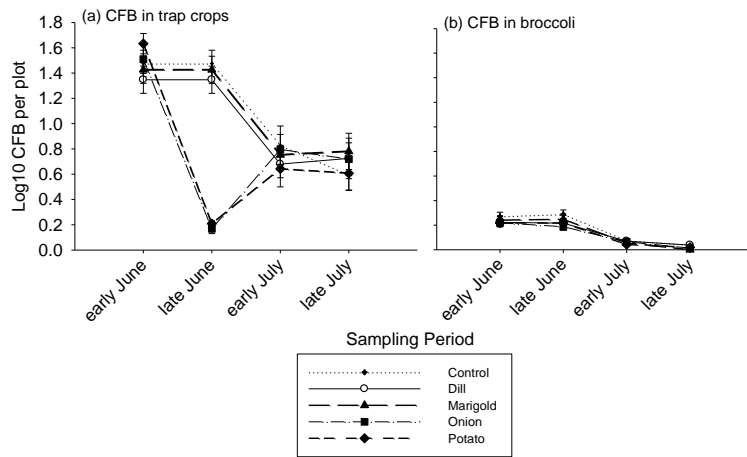 (a) CFB in trap crops
(b) CFB in broccoli
Log10 CFB per plot
1.8
1.6
1.4
1.2
1.0
0.8
0.6
0.4
0.2
0.0
early June
late June
early July
late July
early June
late June
early July
late July
Sampling Period
Control
Dill
Marigold
Onion
Potato